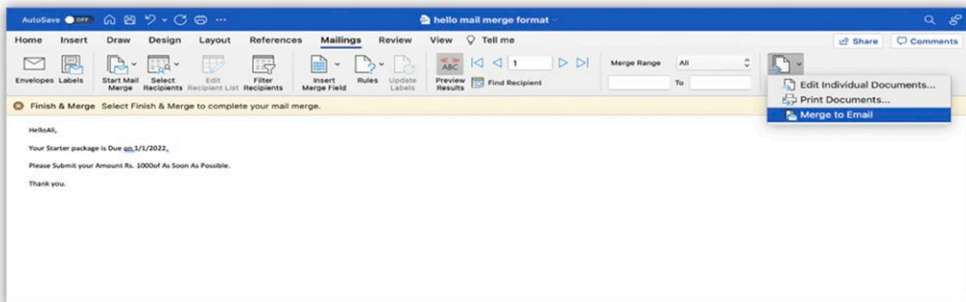 AutoSave OFF ... hello mail merge format
Home Insert Draw Design Layout References Mailings Review View Tell me Share Comments
Envelopes Labels Start Mail Merge Select Recipients Edit Recipient List Filter Recipients Insert Merge Field Rules Update Labels ABC Preview Results 1 Find Recipient Merge Range All To
Edit Individual Documents...
Print Documents...
Merge to Email
Finish & Merge Select Finish & Merge to complete your mail merge.
HelloAli,
Your Starter package is Due on 1/1/2022,
Please Submit your Amount Rs. 1000of As Soon As Possible.
Thank you.